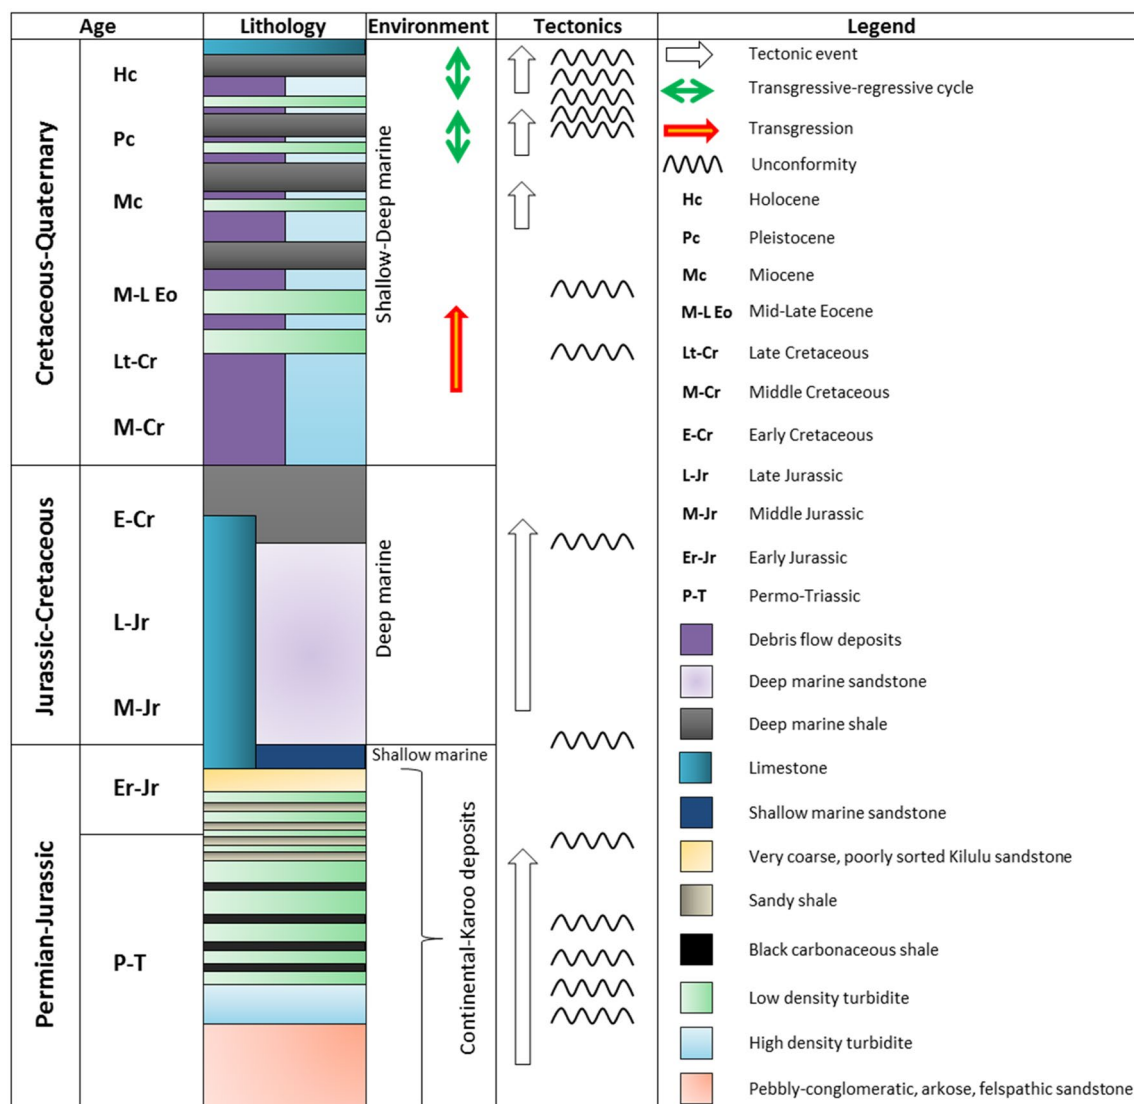 Age
Lithology
Environment
Tectonics
Legend
Cretaceous-Quaternary
Hc
Pc
Mc
M-L Eo
Lt-Cr
M-Cr
Shallow-Deep marine
Jurassic-Cretaceous
E-Cr
L-Jr
M-Jr
Deep marine
Permian-Jurassic
Er-Jr
P-T
Shallow marine
Continental-Karoo deposits
Tectonic event
Transgressive-regressive cycle
Transgression
Unconformity
Hc Holocene
Pc Pleistocene
Mc Miocene
M-L Eo Mid-Late Eocene
Lt-Cr Late Cretaceous
M-Cr Middle Cretaceous
E-Cr Early Cretaceous
L-Jr Late Jurassic
M-Jr Middle Jurassic
Er-Jr Early Jurassic
P-T Permo-Triassic
Debris flow deposits
Deep marine sandstone
Deep marine shale
Limestone
Shallow marine sandstone
Very coarse, poorly sorted Kilulu sandstone
Sandy shale
Black carbonaceous shale
Low density turbidite
High density turbidite
Pebbly-conglomeratic, arkose, felspathic sandstone